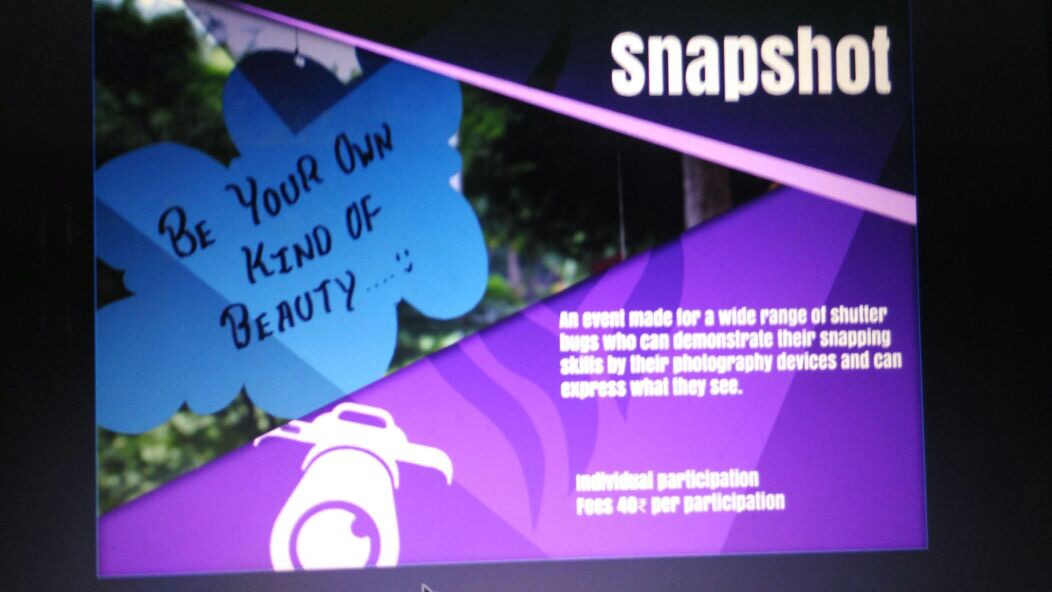 Snapshot
BE YOUR OWN
KIND OF
BEAUTY....
An event made for a wide range of shutter
bugs who can demonstrate their snapping
skills by their photography devices and can
express what they see.
Individual participation
Fees 40₹ per participation